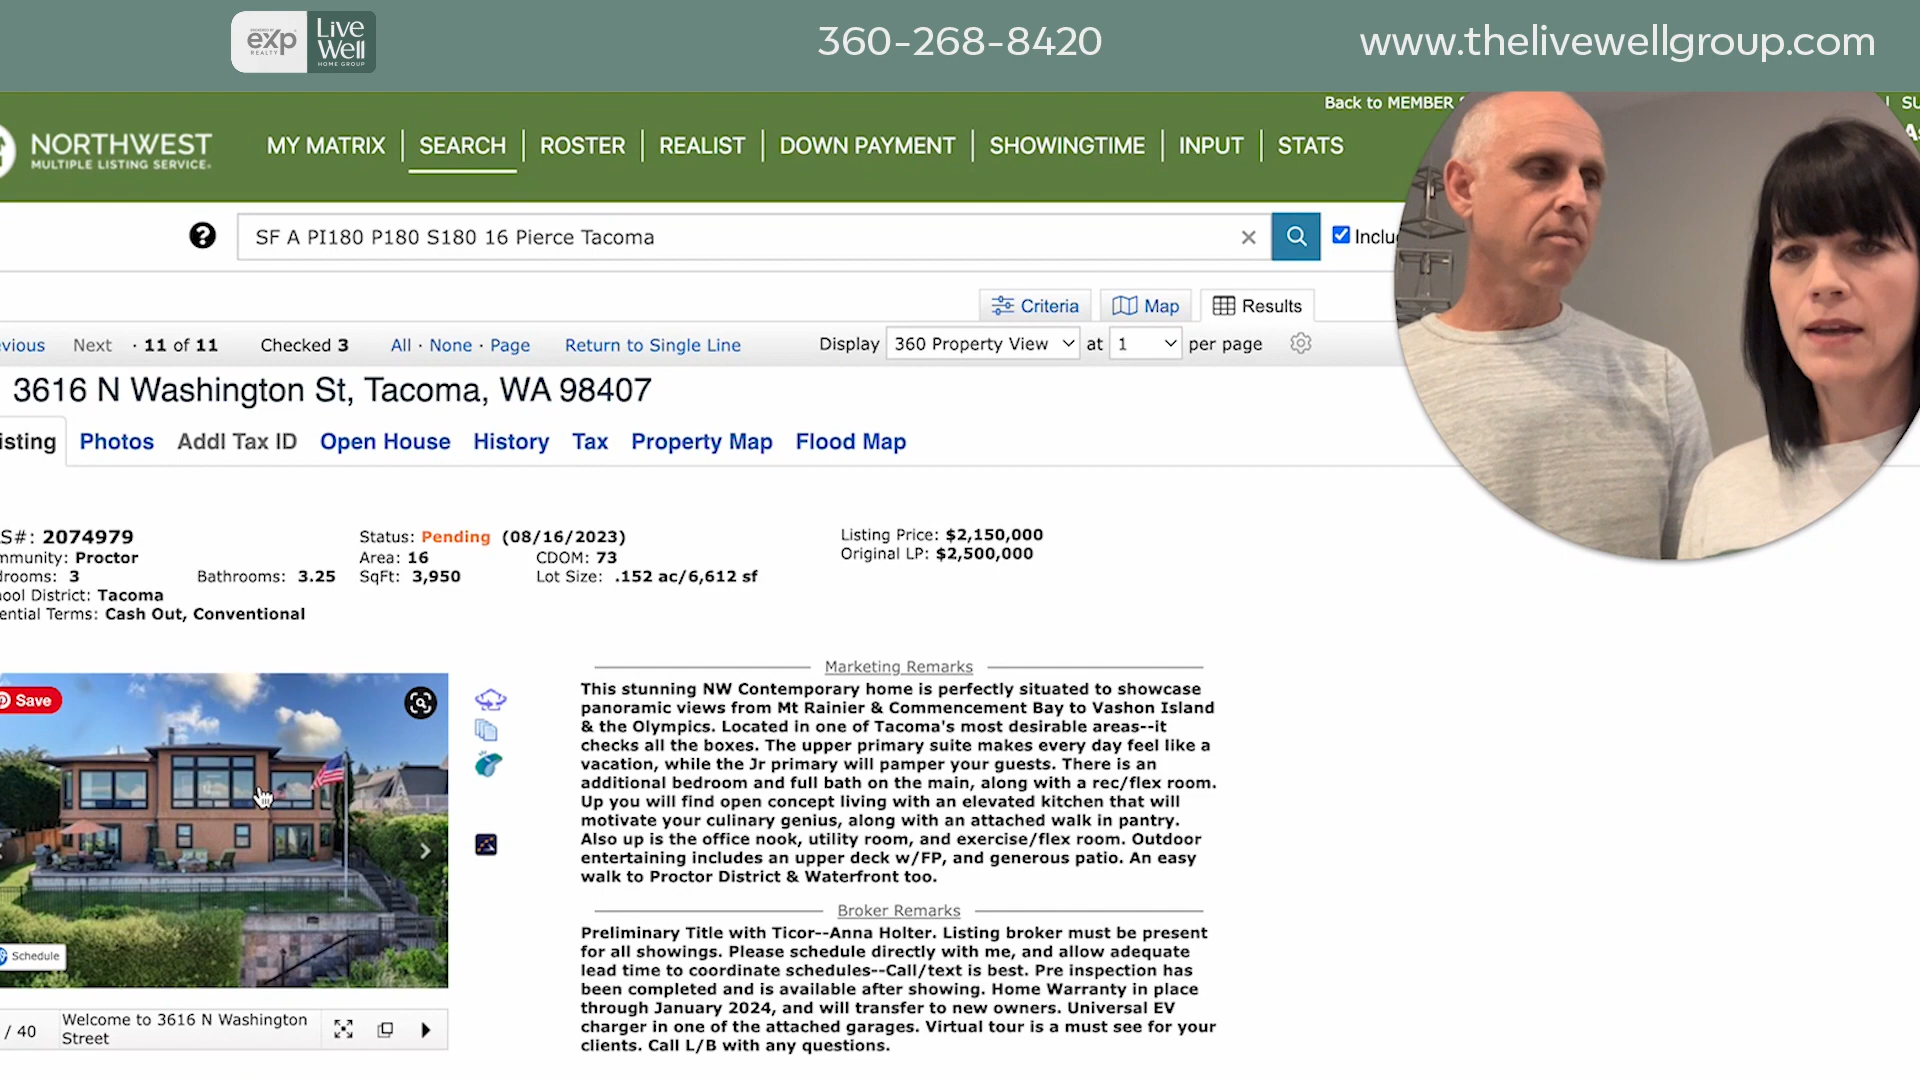 POWERED BY
exp
REALTY
Live
Well
HOME GROUP
360-268-8420
www.thelivewellgroup.com
Back to MEMBER
SU
NORTHWEST
MULTIPLE LISTING SERVICE
MY MATRIX
SEARCH
ROSTER
REALIST
DOWN PAYMENT
SHOWINGTIME
INPUT
STATS
SF A PI180 P180 S180 16 Pierce Tacoma
Inclu
Criteria
Map
Results
evious Next · 11 of 11 Checked 3 All · None · Page Return to Single Line Display 360 Property View at 1 per page
3616 N Washington St, Tacoma, WA 98407
isting Photos Addl Tax ID Open House History Tax Property Map Flood Map
S#: 2074979 Status: Pending (08/16/2023) Listing Price: $2,150,000
mmunity: Proctor Area: 16 CDOM: 73 Original LP: $2,500,000
drooms: 3 Bathrooms: 3.25 SqFt: 3,950 Lot Size: .152 ac/6,612 sf
ool District: Tacoma
ential Terms: Cash Out, Conventional
Save
Schedule
/ 40 Welcome to 3616 N Washington
Street
Marketing Remarks
This stunning NW Contemporary home is perfectly situated to showcase
panoramic views from Mt Rainier & Commencement Bay to Vashon Island
& the Olympics. Located in one of Tacoma's most desirable areas--it
checks all the boxes. The upper primary suite makes every day feel like a
vacation, while the Jr primary will pamper your guests. There is an
additional bedroom and full bath on the main, along with a rec/flex room.
Up you will find open concept living with an elevated kitchen that will
motivate your culinary genius, along with an attached walk in pantry.
Also up is the office nook, utility room, and exercise/flex room. Outdoor
entertaining includes an upper deck w/FP, and generous patio. An easy
walk to Proctor District & Waterfront too.
Broker Remarks
Preliminary Title with Ticor--Anna Holter. Listing broker must be present
for all showings. Please schedule directly with me, and allow adequate
lead time to coordinate schedules--Call/text is best. Pre inspection has
been completed and is available after showing. Home Warranty in place
through January 2024, and will transfer to new owners. Universal EV
charger in one of the attached garages. Virtual tour is a must see for your
clients. Call L/B with any questions.